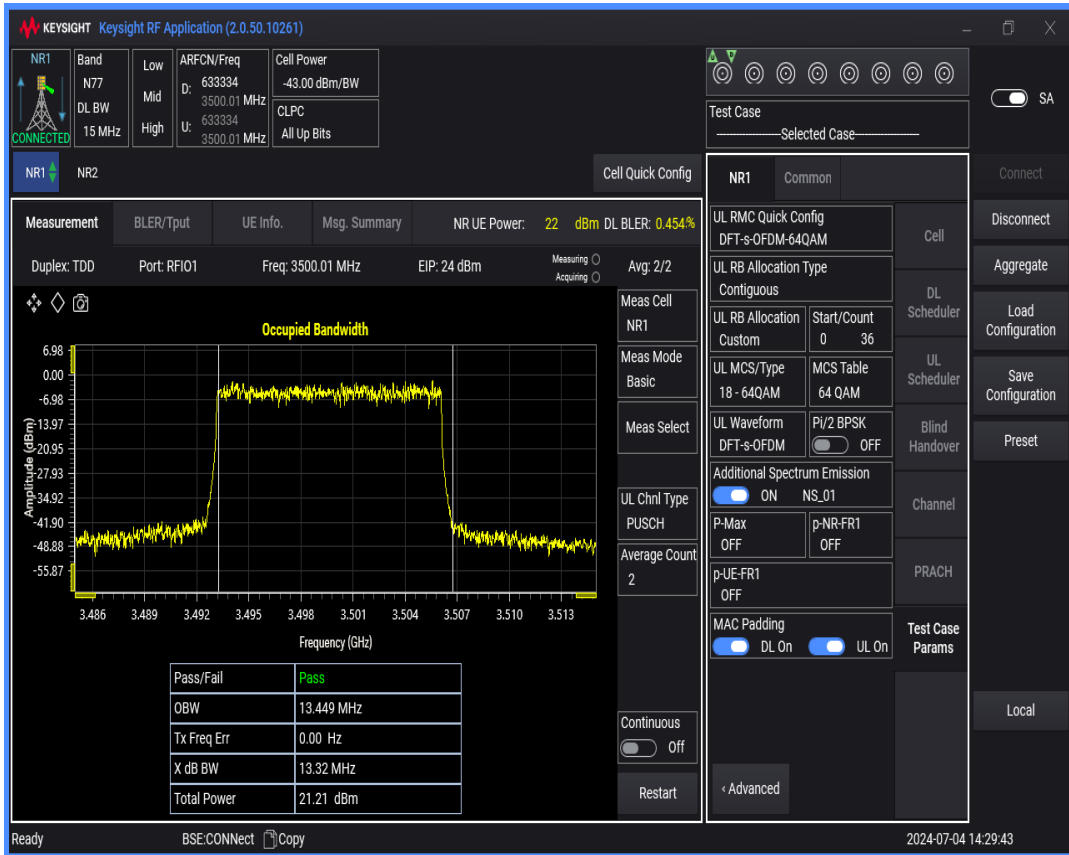 KEYSIGHT Keysight RF Application (2.0.50.10261)
NR1
CONNECTED
Band
N77
DL BW
15 MHz
Low
Mid
High
ARFCN/Freq
D: 633334
3500.01 MHz
U: 633334
3500.01 MHz
Cell Power
-43.00 dBm/BW
CLPC
All Up Bits
Test Case
Selected Case
SA
NR1 NR2
Cell Quick Config
Measurement BLER/Tput UE Info. Msg. Summary NR UE Power: 22 dBm DL BLER: 0.454%
Duplex: TDD Port: RFIO1 Freq: 3500.01 MHz EIP: 24 dBm Measuring Avg: 2/2
Acquiring
Occupied Bandwidth
Amplitude (dBm)
6.98
0.00
-6.98
-13.97
-20.95
-27.93
-34.92
-41.90
-48.88
-55.87
3.486 3.489 3.492 3.495 3.498 3.501 3.504 3.507 3.510 3.513
Frequency (GHz)
Pass/Fail Pass
OBW 13.449 MHz
Tx Freq Err 0.00 Hz
X dB BW 13.32 MHz
Total Power 21.21 dBm
Meas Cell
NR1
Meas Mode
Basic
Meas Select
UL Chnl Type
PUSCH
Average Count
2
Continuous
Off
Restart
NR1 Common
UL RMC Quick Config
DFT-s-OFDM-64QAM
UL RB Allocation Type
Contiguous
UL RB Allocation Start/Count
Custom 0 36
UL MCS/Type MCS Table
18 - 64QAM 64 QAM
UL Waveform Pi/2 BPSK
DFT-s-OFDM OFF
Additional Spectrum Emission
ON NS_01
P-Max p-NR-FR1
OFF OFF
p-UE-FR1
OFF
MAC Padding
DL On UL On
‹ Advanced
Cell
DL
Scheduler
UL
Scheduler
Blind
Handover
Channel
PRACH
Test Case
Params
Connect
Disconnect
Aggregate
Load
Configuration
Save
Configuration
Preset
Local
Ready BSE:CONNect Copy 2024-07-04 14:29:43